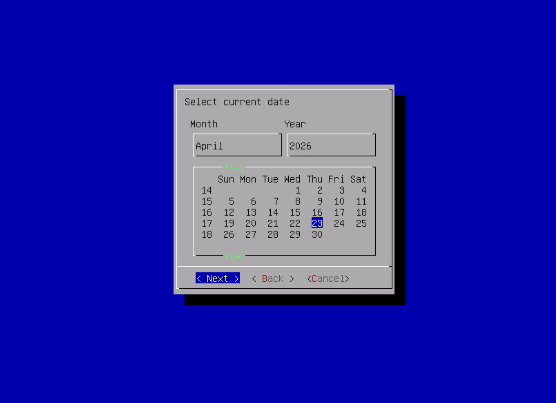 Select current date
Month Year
April 2026
Sun Mon Tue Wed Thu Fri Sat
14 1 2 3 4
15 5 6 7 8 9 10 11
16 12 13 14 15 16 17 18
17 19 20 21 22 23 24 25
18 26 27 28 29 30
< Next > < Back > <Cancel>